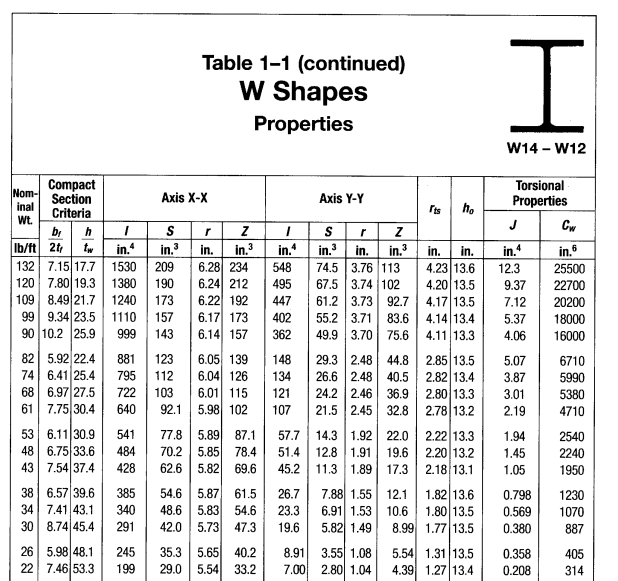 Table 1–1 (continued)
W Shapes
Properties
W14 – W12
Nom-inal Wt. Compact Section Criteria Axis X-X Axis Y-Y rts ho Torsional Properties
bf/2tf h/tw I S r Z I S r Z J Cw
lb/ft in.⁴ in.³ in. in.³ in.⁴ in.³ in. in.³ in. in. in.⁴ in.⁶
132 7.15 17.7 1530 209 6.28 234 548 74.5 3.76 113 4.23 13.6 12.3 25500
120 7.80 19.3 1380 190 6.24 212 495 67.5 3.74 102 4.20 13.5 9.37 22700
109 8.49 21.7 1240 173 6.22 192 447 61.2 3.73 92.7 4.17 13.5 7.12 20200
99 9.34 23.5 1110 157 6.17 173 402 55.2 3.71 83.6 4.14 13.4 5.37 18000
90 10.2 25.9 999 143 6.14 157 362 49.9 3.70 75.6 4.11 13.3 4.06 16000
82 5.92 22.4 881 123 6.05 139 148 29.3 2.48 44.8 2.85 13.5 5.07 6710
74 6.41 25.4 795 112 6.04 126 134 26.6 2.48 40.5 2.82 13.4 3.87 5990
68 6.97 27.5 722 103 6.01 115 121 24.2 2.46 36.9 2.80 13.3 3.01 5380
61 7.75 30.4 640 92.1 5.98 102 107 21.5 2.45 32.8 2.78 13.2 2.19 4710
53 6.11 30.9 541 77.8 5.89 87.1 57.7 14.3 1.92 22.0 2.22 13.3 1.94 2540
48 6.75 33.6 484 70.2 5.85 78.4 51.4 12.8 1.91 19.6 2.20 13.2 1.45 2240
43 7.54 37.4 428 62.6 5.82 69.6 45.2 11.3 1.89 17.3 2.18 13.1 1.05 1950
38 6.57 39.6 385 54.6 5.87 61.5 26.7 7.88 1.55 12.1 1.82 13.6 0.798 1230
34 7.41 43.1 340 48.6 5.83 54.6 23.3 6.91 1.53 10.6 1.80 13.5 0.569 1070
30 8.74 45.4 291 42.0 5.73 47.3 19.6 5.82 1.49 8.99 1.77 13.5 0.380 887
26 5.98 48.1 245 35.3 5.65 40.2 8.91 3.55 1.08 5.54 1.31 13.5 0.358 405
22 7.46 53.3 199 29.0 5.54 33.2 7.00 2.80 1.04 4.39 1.27 13.4 0.208 314